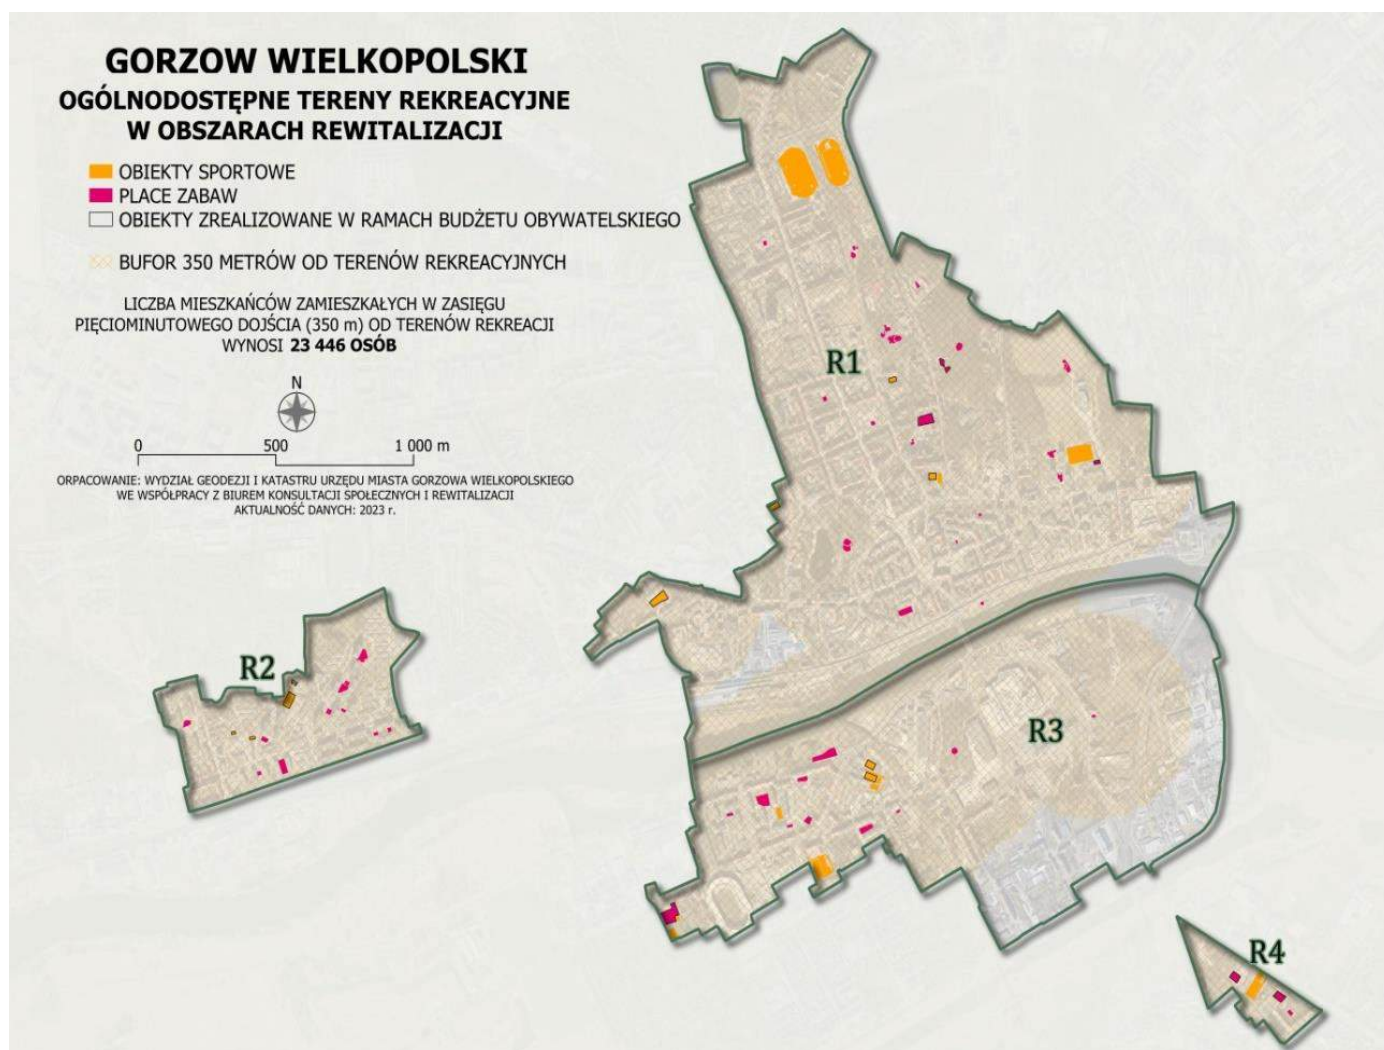 GORZOW WIELKOPOLSKI
OGÓLNODOSTĘPNE TERENY REKREACYJNE
W OBSZARACH REWITALIZACJI
OBIEKTY SPORTOWE
PLACE ZABAW
OBIEKTY ZREALIZOWANE W RAMACH BUDŻETU OBYWATELSKIEGO
BUFOR 350 METRÓW OD TERENÓW REKREACYJNYCH
LICZBA MIESZKAŃCÓW ZAMIESZKAŁYCH W ZASIĘGU
PIĘCIOMINUTOWEGO DOJŚCIA (350 m) OD TERENÓW REKREACJI
WYNOSI 23 446 OSÓB
N
0 500 1 000 m
ORPACOWANIE: WYDZIAŁ GEODEZJI I KATASTRU URZĘDU MIASTA GORZOWA WIELKOPOLSKIEGO
WE WSPÓŁPRACY Z BIUREM KONSULTACJI SPOŁECZNYCH I REWITALIZACJI
AKTUALNOŚĆ DANYCH: 2023 r.
R1
R2
R3
R4